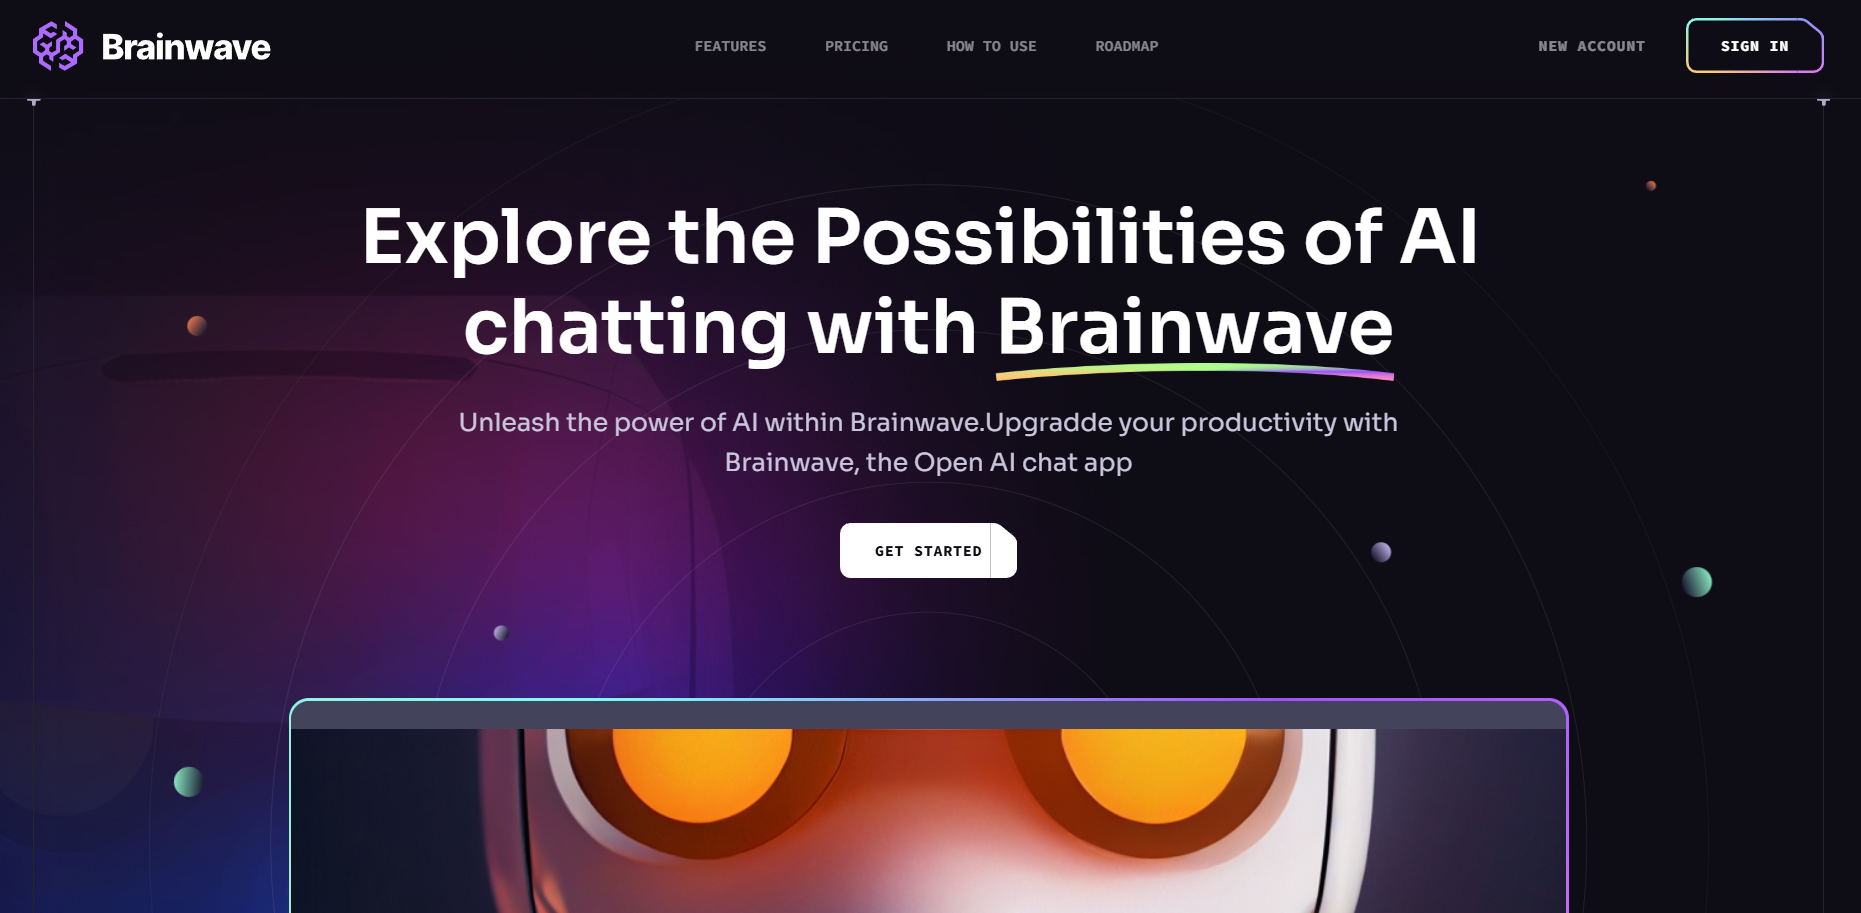 Brainwave
FEATURES
PRICING
HOW TO USE
ROADMAP
NEW ACCOUNT
SIGN IN
Explore the Possibilities of AI
chatting with Brainwave
Unleash the power of AI within Brainwave.Upgradde your productivity with
Brainwave, the Open AI chat app
GET STARTED